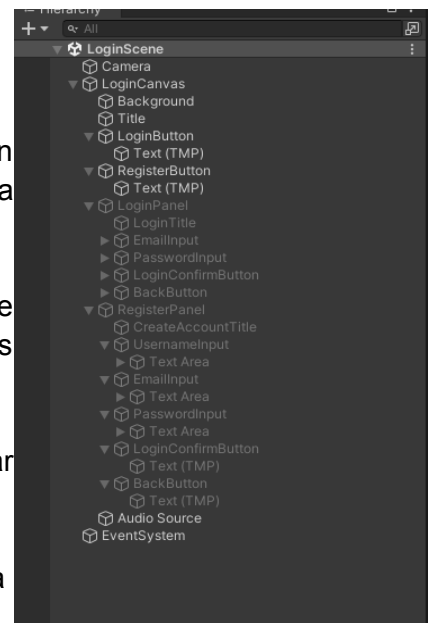 Hierarchy
All
LoginScene
Camera
LoginCanvas
Background
Title
LoginButton
Text (TMP)
RegisterButton
Text (TMP)
LoginPanel
LoginTitle
EmailInput
PasswordInput
LoginConfirmButton
BackButton
RegisterPanel
CreateAccountTitle
UsernameInput
Text Area
EmailInput
Text Area
PasswordInput
Text Area
LoginConfirmButton
Text (TMP)
BackButton
Text (TMP)
Audio Source
EventSystem